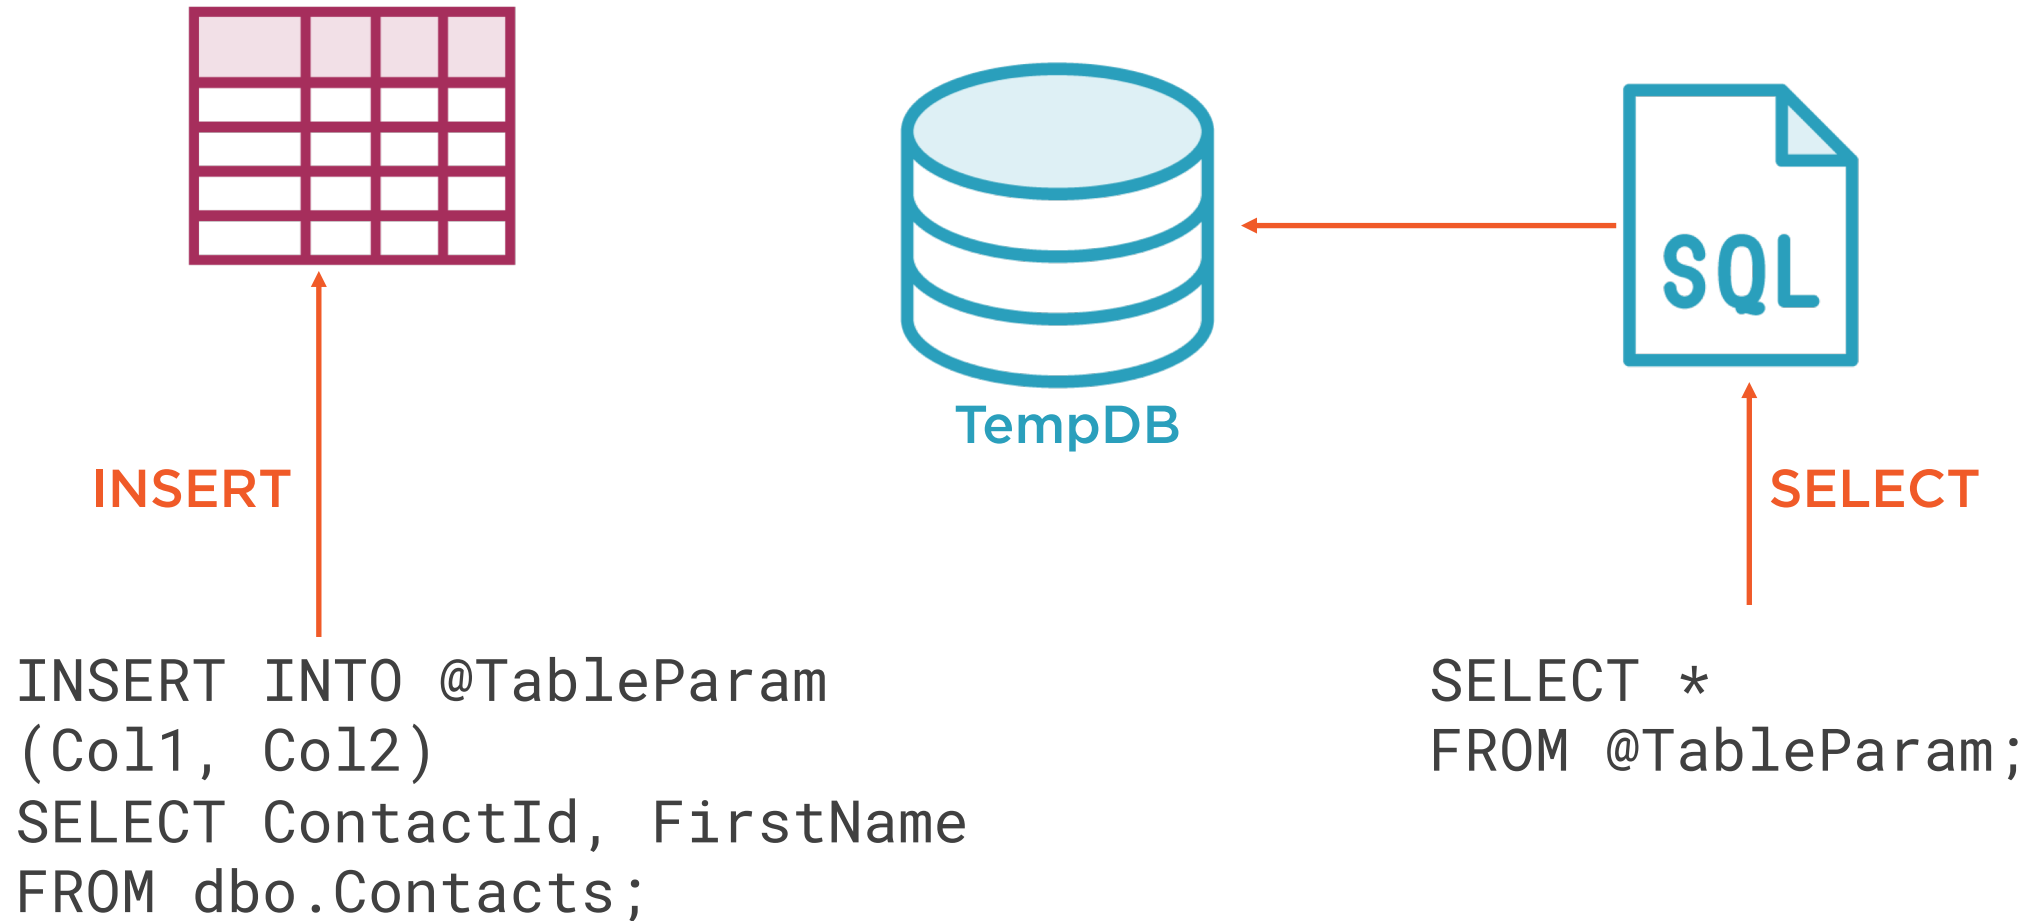 SQL
TempDB
INSERT
SELECT
INSERT INTO @TableParam
(Col1, Col2)
SELECT ContactId, FirstName
FROM dbo.Contacts;
SELECT *
FROM @TableParam;